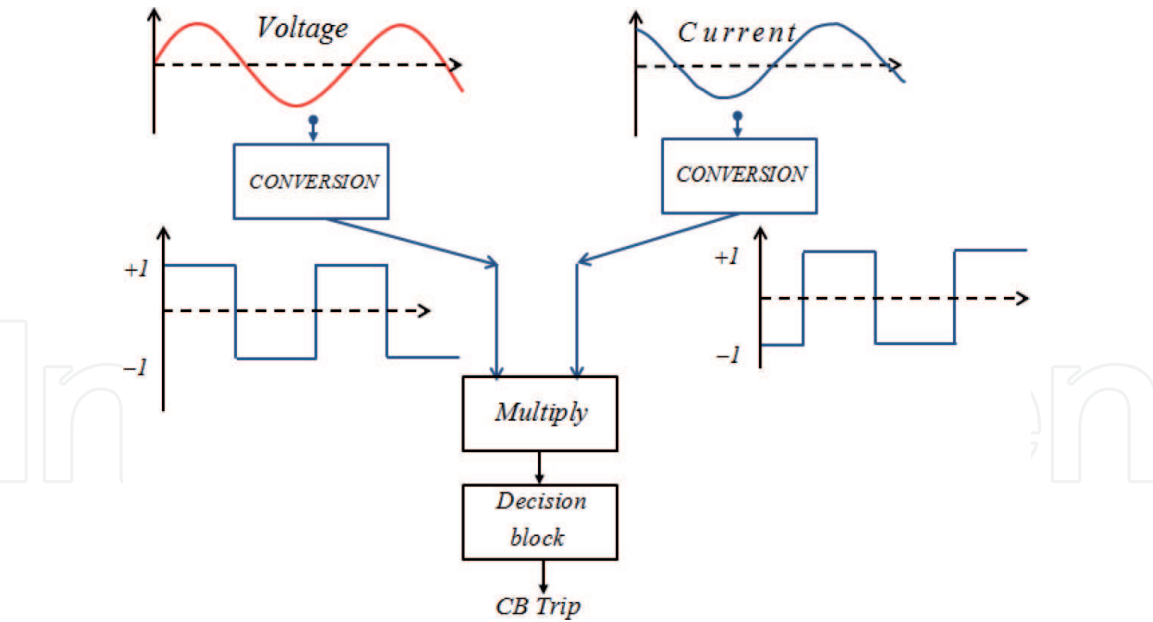 Voltage
Current
CONVERSION
CONVERSION
+1
–1
+1
–1
Multiply
Decision
block
CB Trip